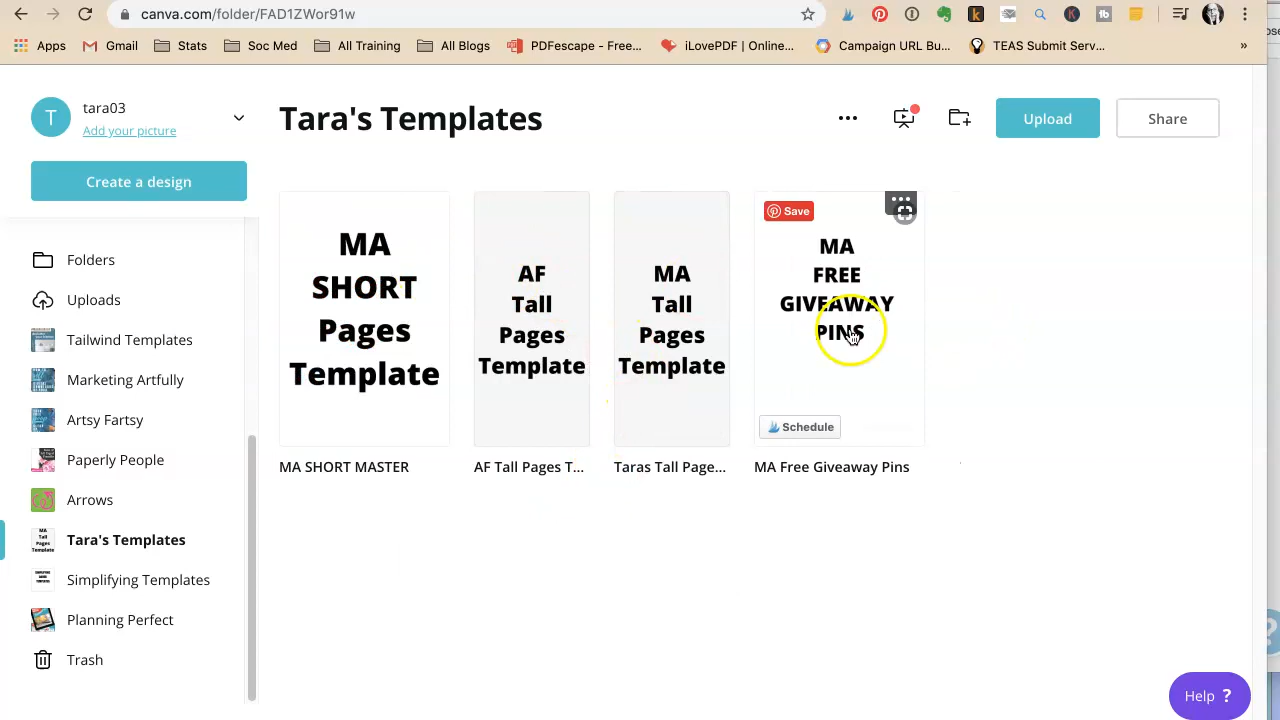 canva.com/folder/FAD1ZWor91w
Apps
Gmail
Stats
Soc Med
All Training
All Blogs
PDFescape - Free...
iLovePDF | Online...
Campaign URL Bu...
TEAS Submit Serv...
»
T
tara03
Add your picture
Create a design
Folders
Uploads
Tailwind Templates
Marketing Artfully
Artsy Fartsy
Paperly People
Arrows
Tara's Templates
Simplifying Templates
Planning Perfect
Trash
Tara's Templates
Upload
Share
MA
SHORT
Pages
Template
MA SHORT MASTER
AF
Tall
Pages
Template
AF Tall Pages T...
MA
Tall
Pages
Template
Taras Tall Page...
Save
MA
FREE
GIVEAWAY
PINS
Schedule
MA Free Giveaway Pins
Help ?